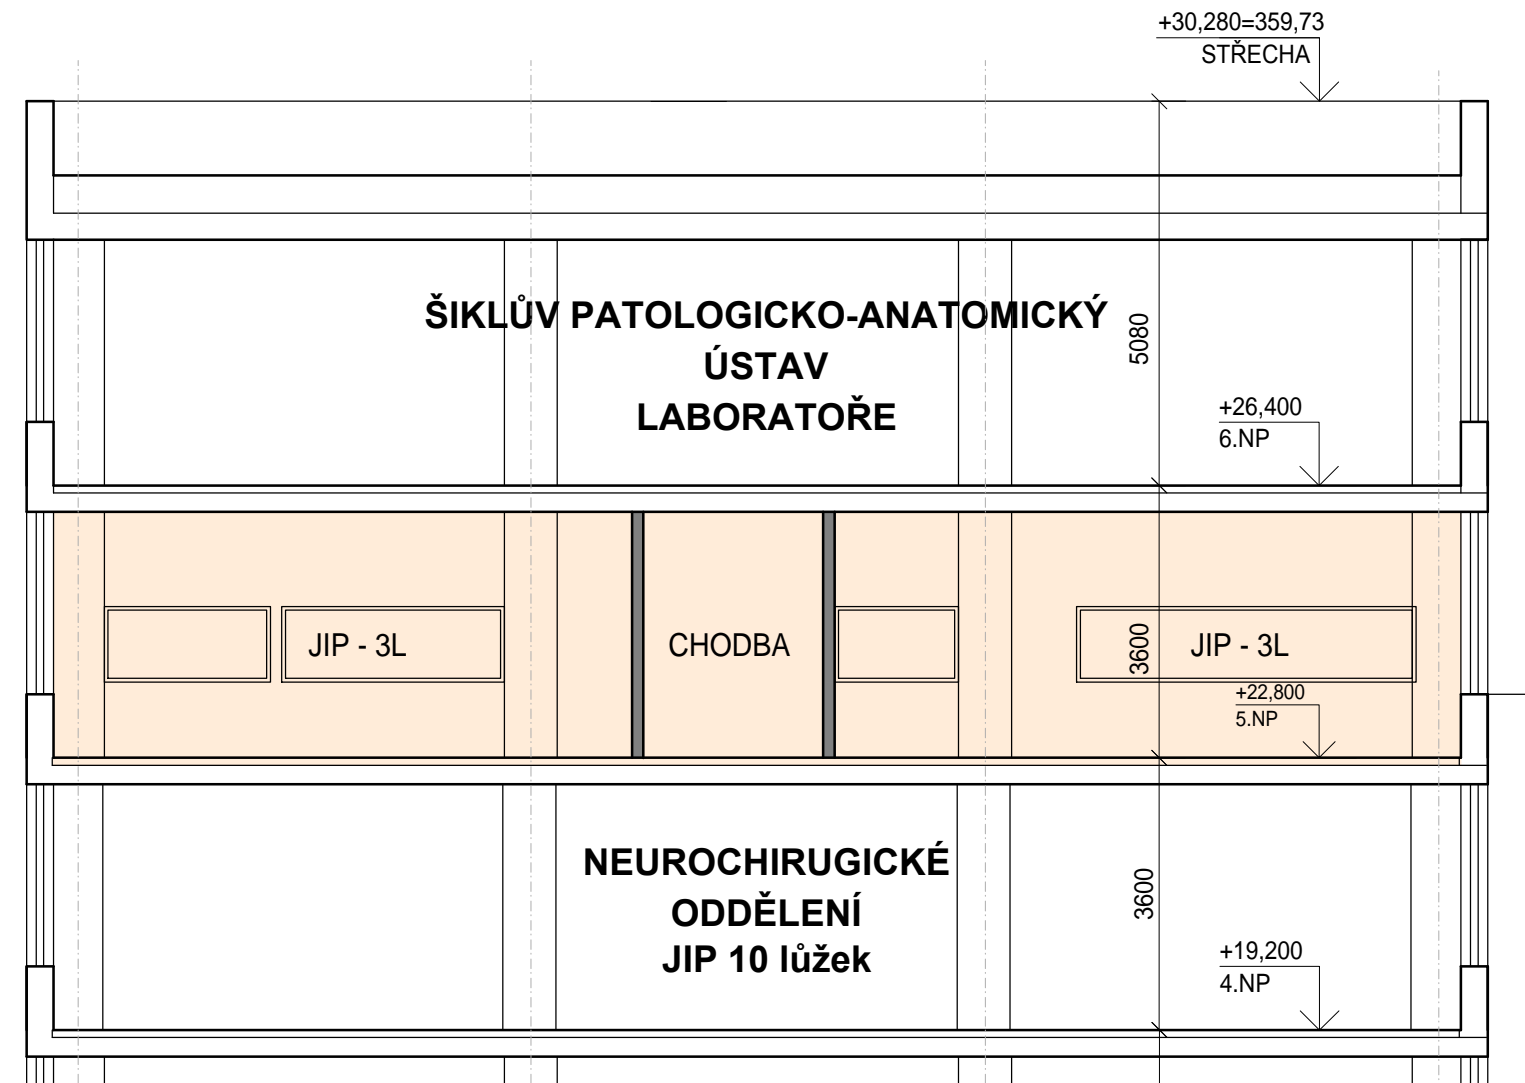 +30,280=359,73
STŘECHA
ŠIKLŮV PATOLOGICKO-ANATOMICKÝ
ÚSTAV
LABORATOŘE
5080
+26,400
6.NP
JIP - 3L
CHODBA
3600
JIP - 3L
+22,800
5.NP
NEUROCHIRUGICKÉ
ODDĚLENÍ
JIP 10 lůžek
3600
+19,200
4.NP